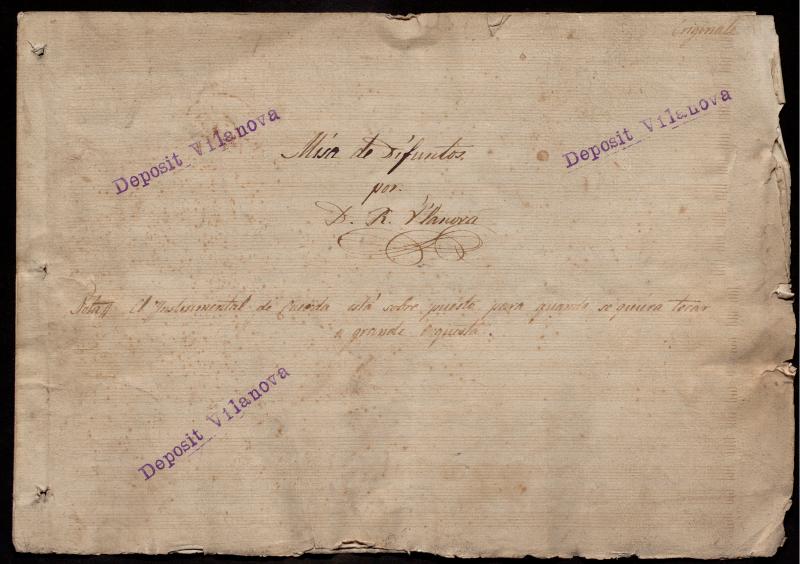 Originale
Deposit Vilanova
Deposit Vilanova
Misa de Difuntos.
por.
D. R. Vilanova
Nota// El Ynstrumental de Cuerda está sobre puesto para quando se quiera tocar
a grande Orquesta.
Deposit Vilanova